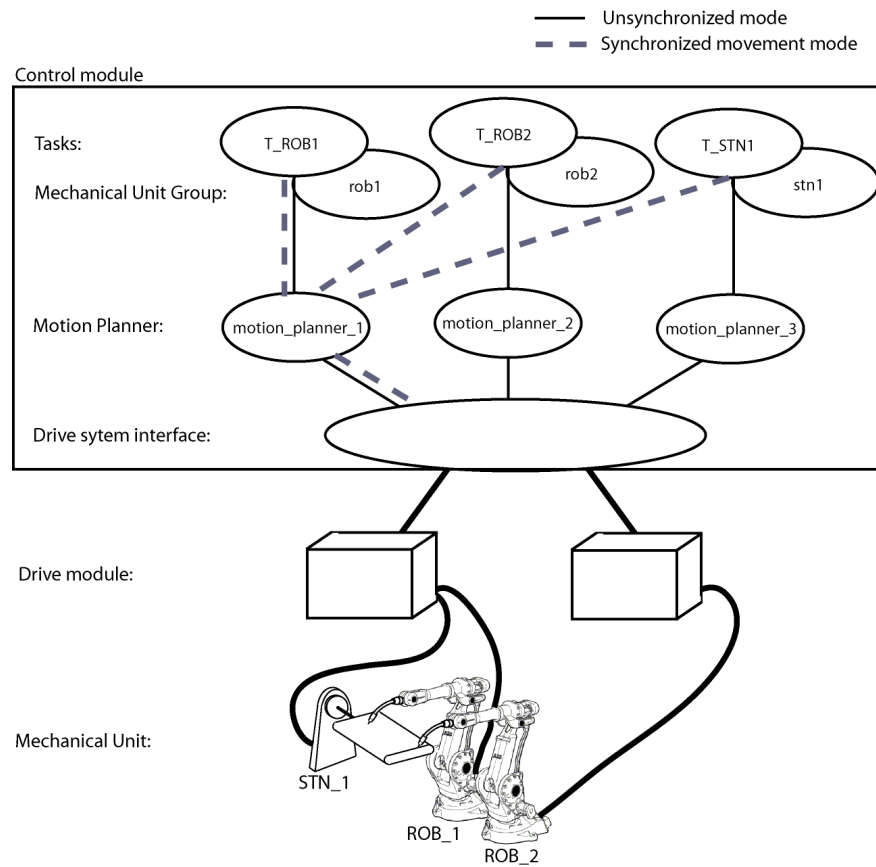 Unsynchronized mode
Synchronized movement mode
Control module
Tasks:
T_ROB1
T_ROB2
T_STN1
Mechanical Unit Group:
rob1
rob2
stn1
Motion Planner:
motion_planner_1
motion_planner_2
motion_planner_3
Drive sytem interface:
Drive module:
Mechanical Unit:
STN_1
ROB_1
ROB_2